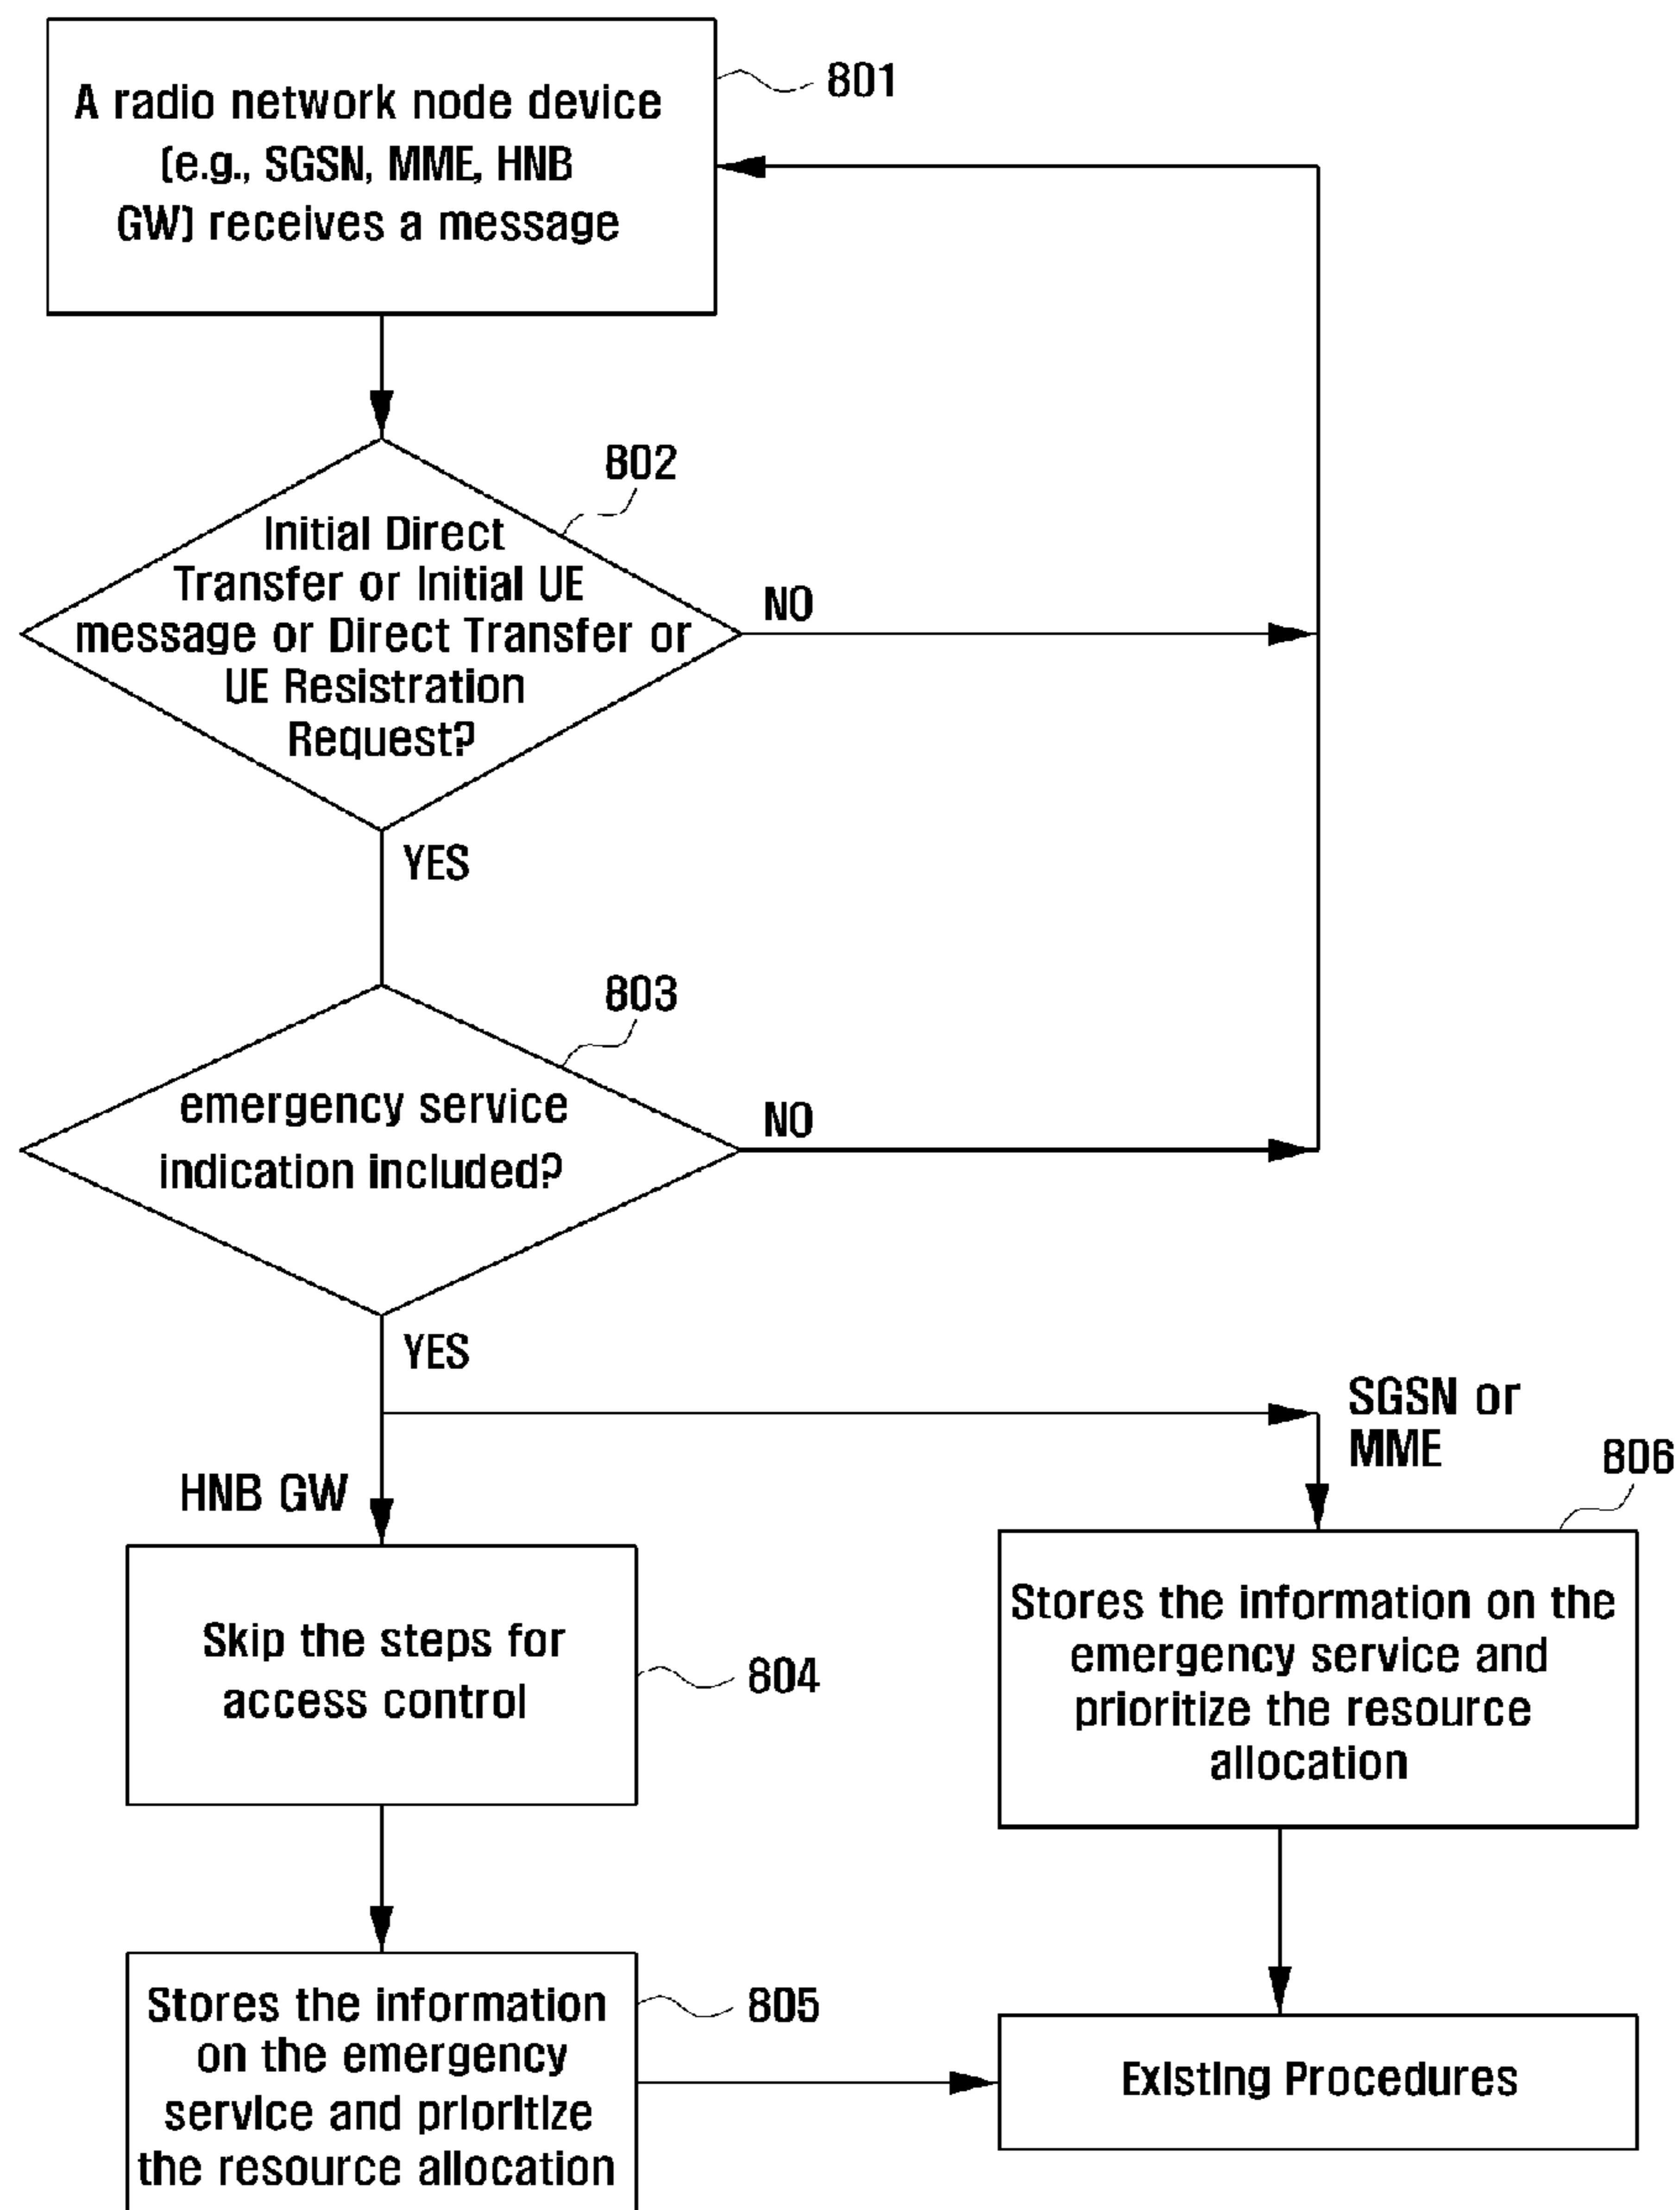 A radio network node device
(e.g., SGSN, MME, HNB
GW) receives a message
801
802
Initial Direct
Transfer or Initial UE
message or Direct Transfer or
UE Resistration
Request?
NO
YES
803
emergency service
indication included?
NO
YES
SGSN or
MME
806
HNB GW
Skip the steps for
access control
804
Stores the information on the
emergency service and
prioritize the resource
allocation
Stores the information
on the emergency
service and prioritize
the resource allocation
805
Existing Procedures